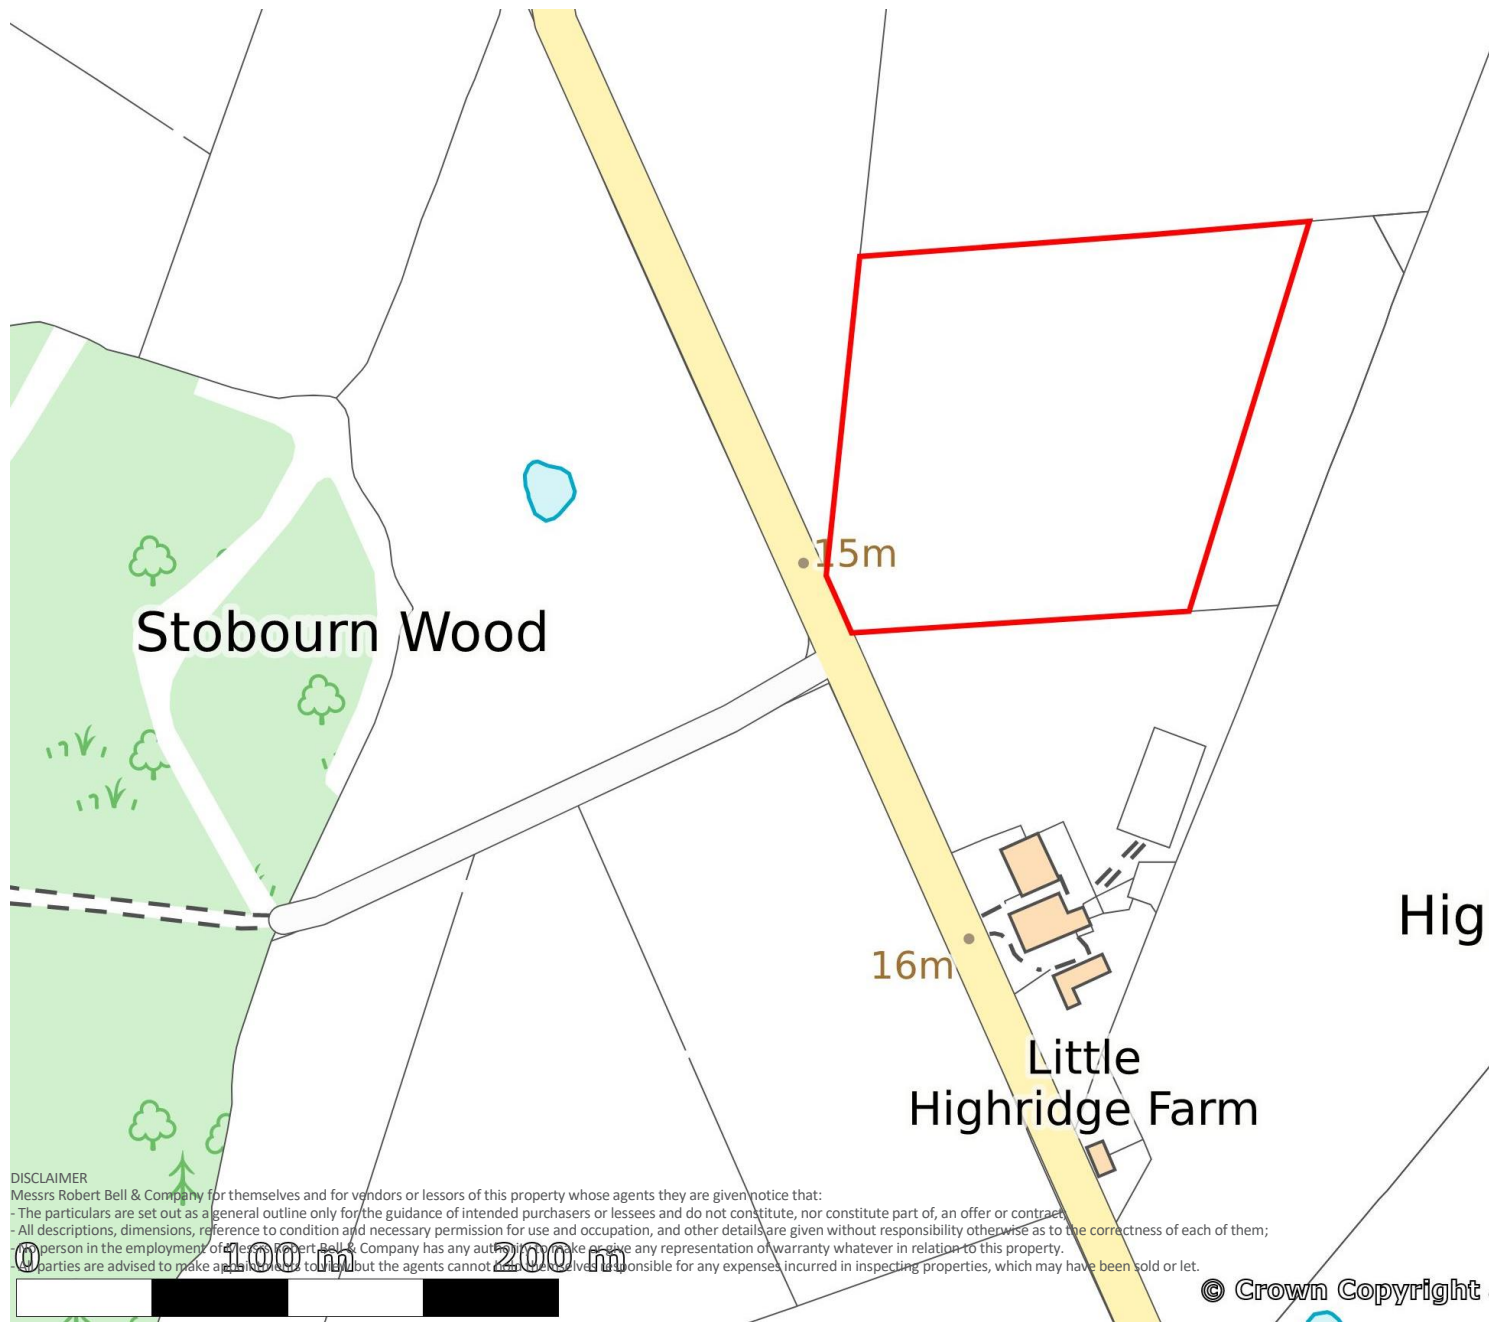 15m
Stobourn Wood
Hig
16m
Little
Highridge Farm
DISCLAIMER
Messrs Robert Bell & Company for themselves and for vendors or lessors of this property whose agents they are given notice that:
- The particulars are set out as a general outline only for the guidance of intended purchasers or lessees and do not constitute, nor constitute part of, an offer or contract;
- All descriptions, dimensions, reference to condition and necessary permission for use and occupation, and other details are given without responsibility otherwise as to the correctness of each of them;
- No person in the employment of Messrs Robert Bell & Company has any authority to make or give any representation of warranty whatever in relation to this property.
- All parties are advised to make appointments to view but the agents cannot hold themselves responsible for any expenses incurred in inspecting properties, which may have been sold or let.
0 100 m 200 m
© Crown Copyright